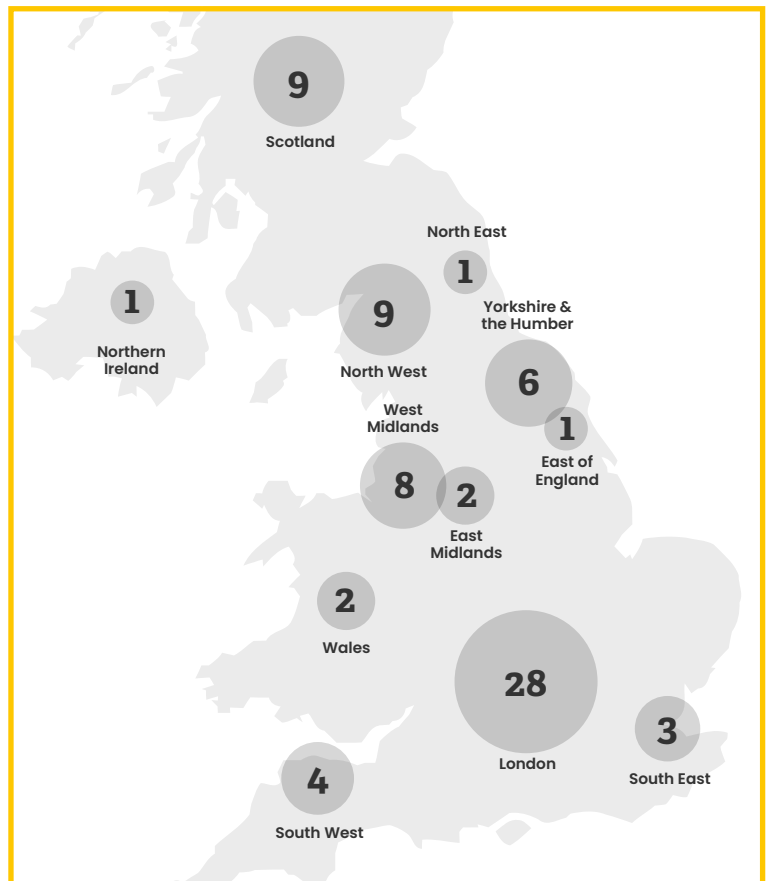 9
Scotland
North East
1
1
Northern
Ireland
9
North West
Yorkshire &
the Humber
6
1
East of
England
West
Midlands
8
2
East
Midlands
2
Wales
28
London
3
South East
4
South West